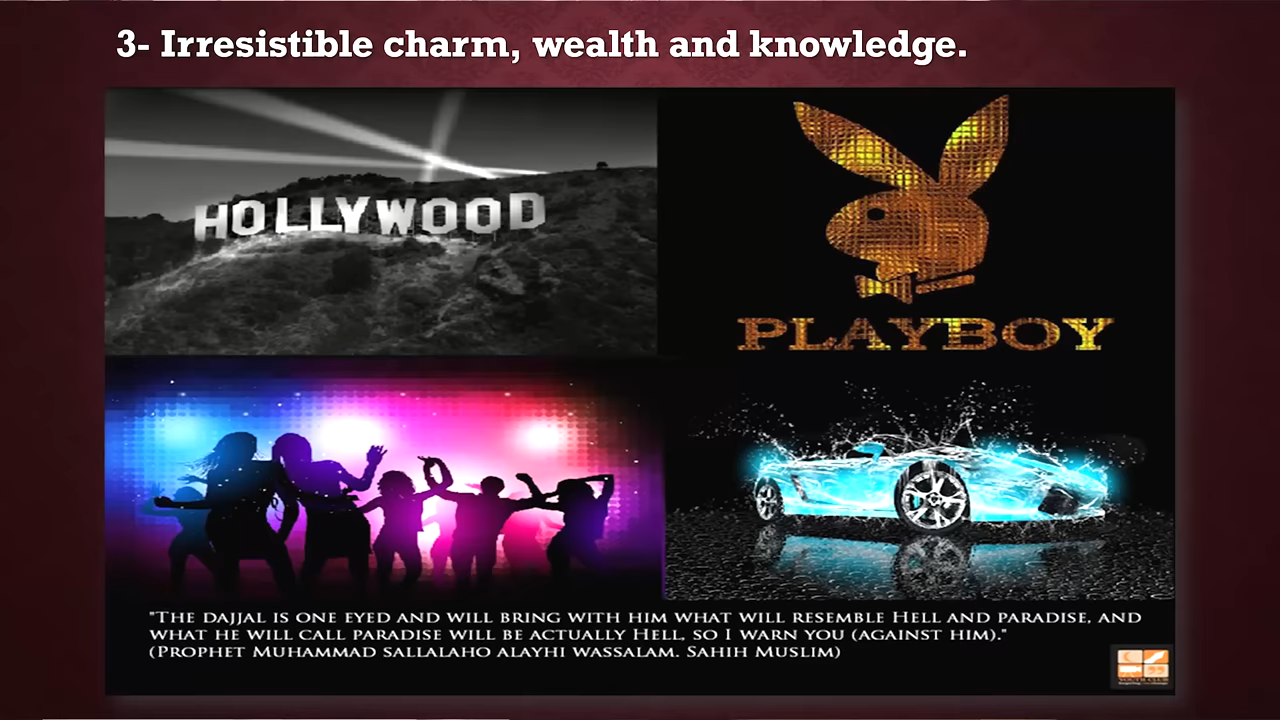 3- Irresistible charm, wealth and knowledge.
HOLLYWOOD
PLAYBOY
"THE DAJJAL IS ONE EYED AND WILL BRING WITH HIM WHAT WILL RESEMBLE HELL AND PARADISE, AND
WHAT HE WILL CALL PARADISE WILL BE ACTUALLY HELL, SO I WARN YOU (AGAINST HIM)."
(PROPHET MUHAMMAD SALLALAHO ALAYHI WASSALAM. SAHIH MUSLIM)
YOUTH CLUB